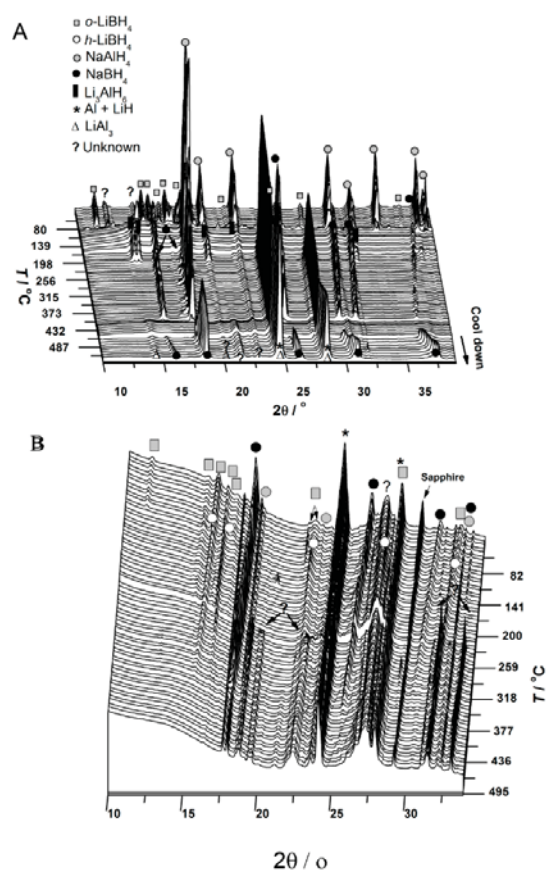 A
o-LiBH4
h-LiBH4
NaAlH4
NaBH4
Li3AlH6
* Al + LiH
LiAl3
? Unknown
? ?
80
139
198
256
315
373
432
487
T / °C
Cool down
? ? ?
10 15 20 25 30 35
2θ / °
B
*
?
*
Sapphire
?
82
141
200
259
318
377
436
495
T / °C
10 15 20 25 30
2θ / o